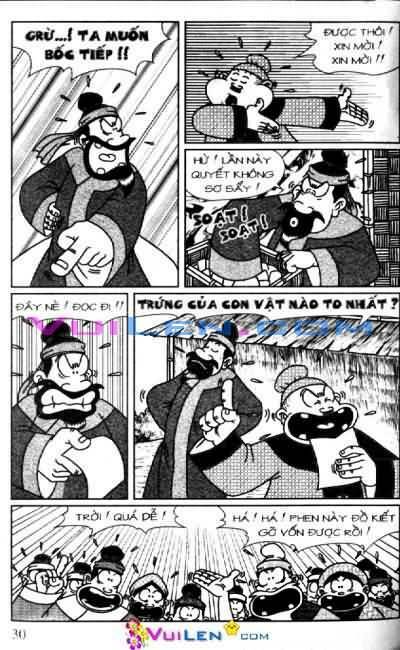 GRỪ...! TA MUỐN
BỐC TIẾP!!
ĐƯỢC THÔI!
XIN MỜI!
XIN MỜI!!
HỪ! LẦN NÀY
QUYẾT KHÔNG
SƠ SẨY!
SOẠT!
SOẠT!
ĐÂY NÈ! ĐỌC ĐI!!
TRỨNG CỦA CON VẬT NÀO TO NHẤT?
VUILEN.COM
TRỜI! QUÁ DỄ!
HÁ! HÁ! PHEN NÀY ĐỒ KIẾT
GỠ VỐN ĐƯỢC RỒI!
30
VUILEN.COM